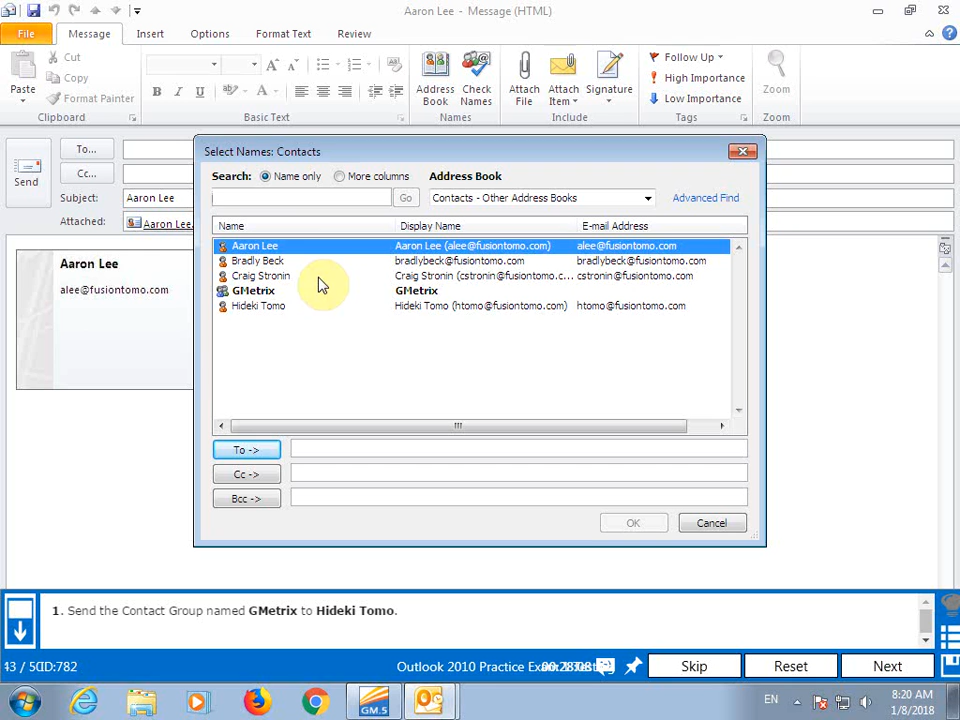 Aaron Lee - Message (HTML)
File Message Insert Options Format Text Review
Paste
Cut
Copy
Format Painter
Clipboard
B I U
Basic Text
Address Book
Check Names
Names
Attach File
Attach Item
Signature
Include
Follow Up
High Importance
Low Importance
Tags
Zoom
Zoom
Send
To...
Cc...
Subject: Aaron Lee
Attached: Aaron Lee.
Aaron Lee
alee@fusiontomo.com
Select Names: Contacts
Search: Name only More columns Address Book
Go Contacts - Other Address Books Advanced Find
Name Display Name E-mail Address
Aaron Lee Aaron Lee (alee@fusiontomo.com) alee@fusiontomo.com
Bradly Beck bradlybeck@fusiontomo.com bradlybeck@fusiontomo.com
Craig Stronin Craig Stronin (cstronin@fusiontomo.c... cstronin@fusiontomo.com
GMetrix GMetrix
Hideki Tomo Hideki Tomo (htomo@fusiontomo.com) htomo@fusiontomo.com
To ->
Cc ->
Bcc ->
OK Cancel
1. Send the Contact Group named GMetrix to Hideki Tomo.
Outlook 2010 Practice Exam Skip Reset Next
GM.5
EN
8:20 AM
1/8/2018